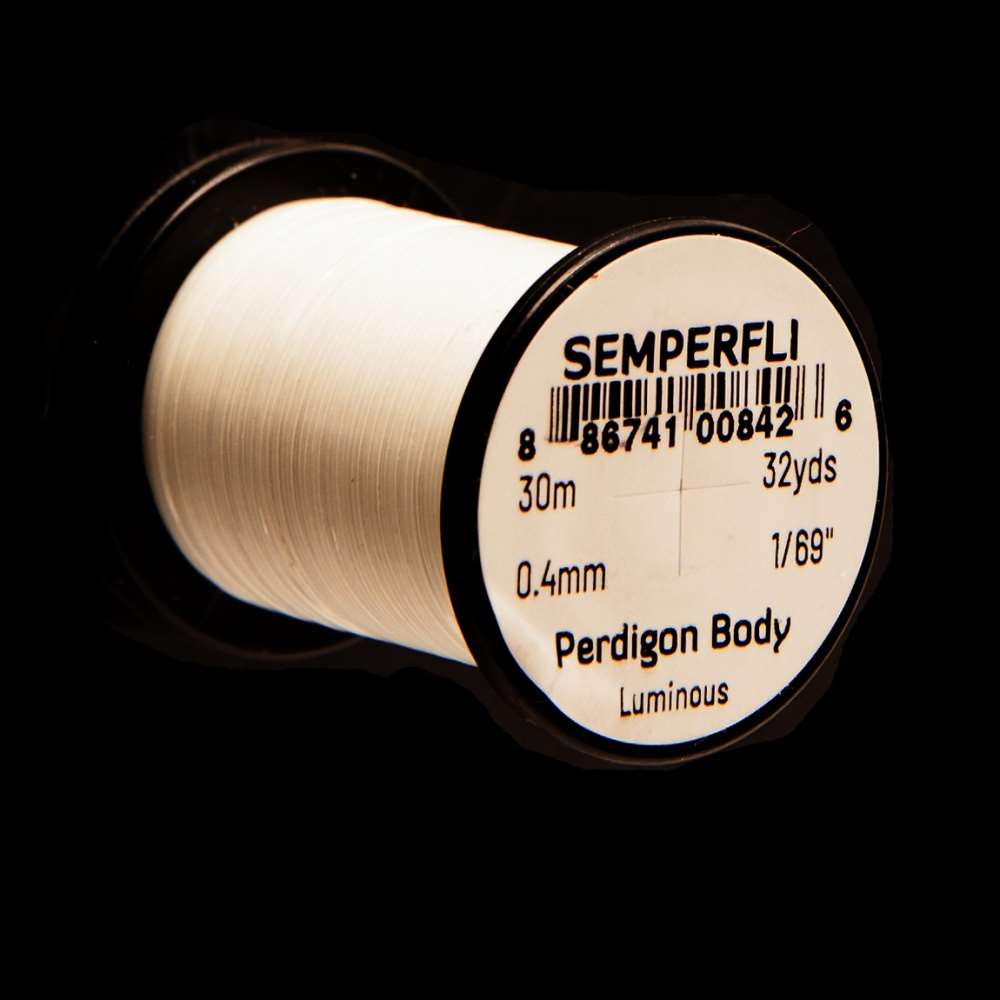 SEMPERFLI
8 86741 00842 6
30m 32yds
0.4mm 1/69"
Perdigon Body
Luminous